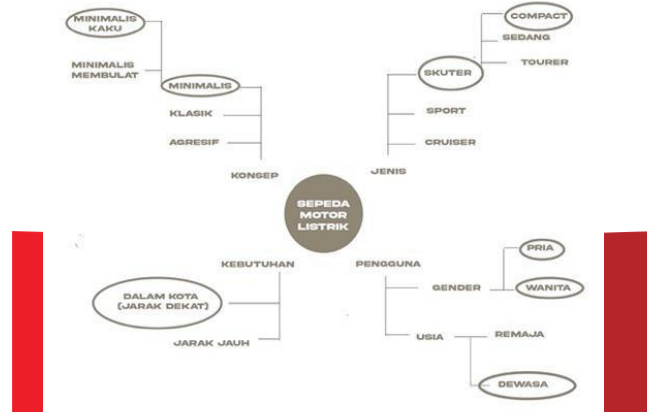 MINIMALIS
KAKU
MINIMALIS
MEMBULAT
MINIMALIS
KLASIK
AGRESIF
KONSEP
COMPACT
SEDANG
TOURER
SKUTER
SPORT
CRUISER
JENIS
SEPEDA
MOTOR
LISTRIK
KEBUTUHAN
DALAM KOTA
(JARAK DEKAT)
JARAK JAUH
PENGGUNA
PRIA
GENDER
WANITA
USIA
REMAJA
DEWASA